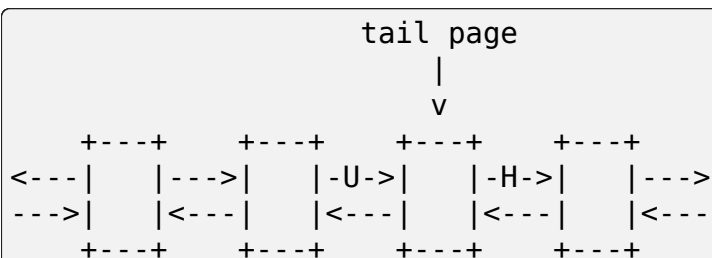 tail page
                          |
                          v
    +---+    +---+    +---+    +---+
<---|    |--->|    |-U->|    |-H->|    |--->
--->|    |<---|    |<---|    |<---|    |<---
    +---+    +---+    +---+    +---+